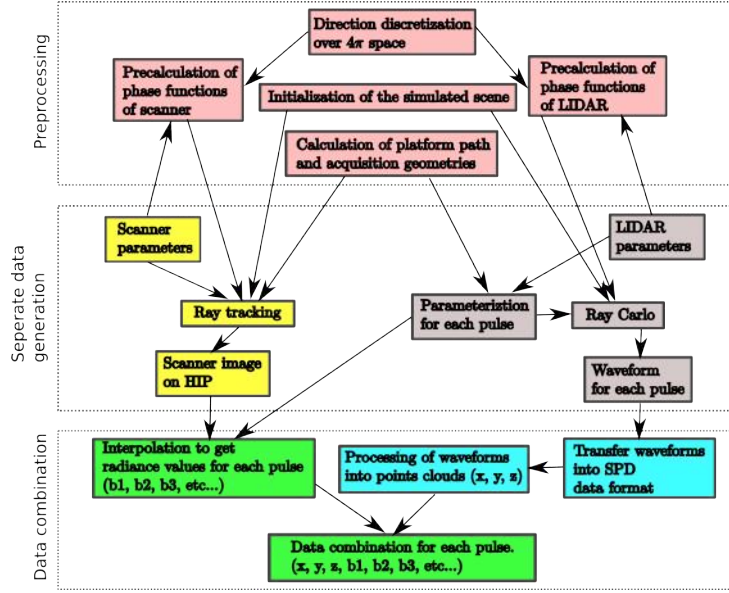 Preprocessing
Direction discretization
over 4π space
Precalculation of
phase functions
of scanner
Precalculation of
phase functions
of LIDAR
Initialization of the simulated scene
Calculation of platform path
and acquisition geometries
Seperate data
generation
Scanner
parameters
LIDAR
parameters
Ray tracking
Parameteriztion
for each pulse
Ray Carlo
Scanner image
on HIP
Waveform
for each pulse
Data combination
Interpolation to get
radiance values for each pulse
(b1, b2, b3, etc...)
Processing of waveforms
into points clouds (x, y, z)
Transfer waveforms
into SPD
data format
Data combination for each pulse.
(x, y, z, b1, b2, b3, etc...)